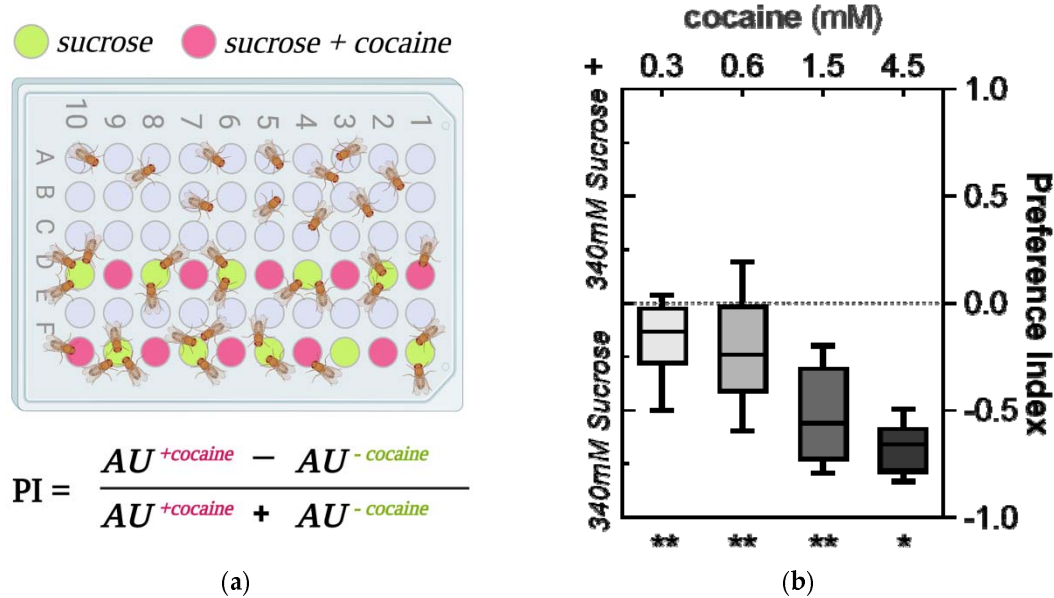 sucrose sucrose + cocaine
10 9 8 7 6 5 4 3 2 1
A
B
C
D
E
F
PI = AU +cocaine − AU - cocaine
AU +cocaine + AU - cocaine
(a)
cocaine (mM)
0.3 0.6 1.5 4.5
340mM Sucrose +
340mM Sucrose
1.0
0.5
0.0
-0.5
-1.0
Preference Index
** ** ** *
(b)